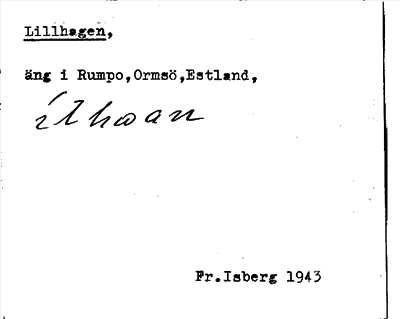 Lillhagen,
äng i Rumpo,Ormsö,Estland,
Fr.Isberg 1943